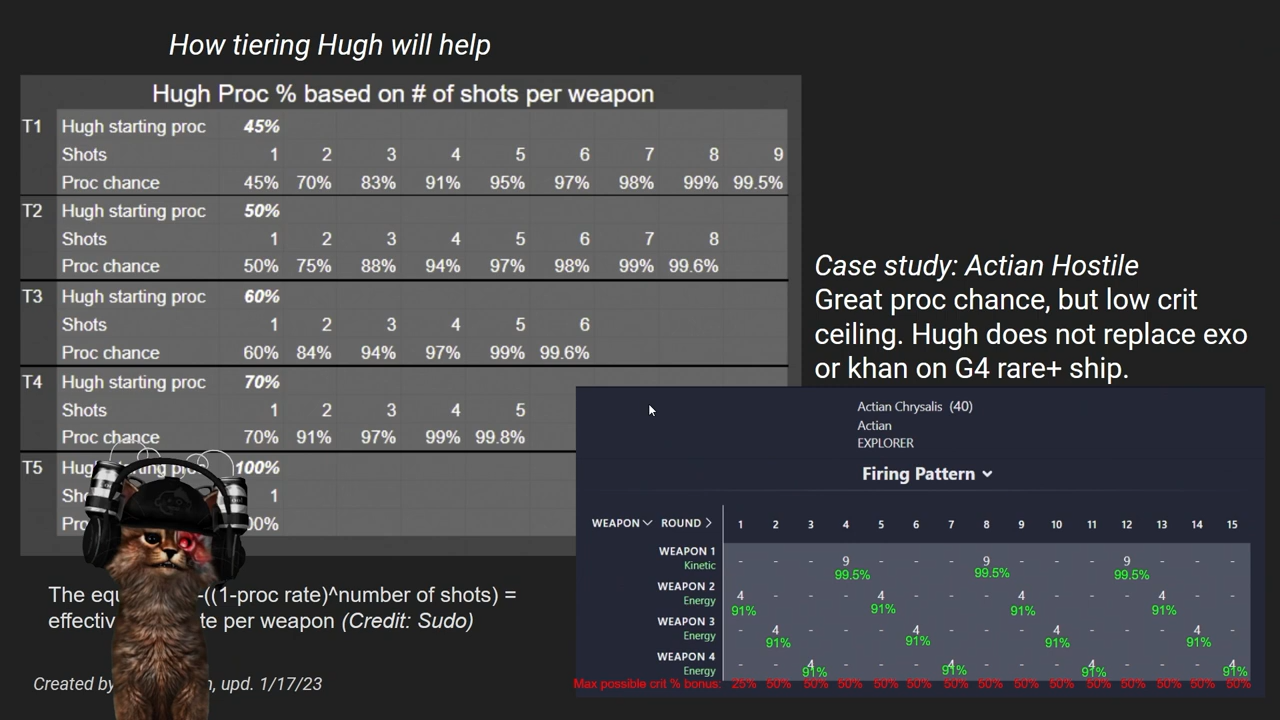 How tiering Hugh will help
Hugh Proc % based on # of shots per weapon
T1 Hugh starting proc 45%
Shots 1 2 3 4 5 6 7 8 9
Proc chance 45% 70% 83% 91% 95% 97% 98% 99% 99.5%
T2 Hugh starting proc 50%
Shots 1 2 3 4 5 6 7 8
Proc chance 50% 75% 88% 94% 97% 98% 99% 99.6%
T3 Hugh starting proc 60%
Shots 1 2 3 4 5 6
Proc chance 60% 84% 94% 97% 99% 99.6%
T4 Hugh starting proc 70%
Shots 1 2 3 4 5
Proc chance 70% 91% 97% 99% 99.8%
T5 100%
1
Case study: Actian Hostile
Great proc chance, but low crit
ceiling. Hugh does not replace exo
or khan on G4 rare+ ship.
Actian Chrysalis (40)
Actian
EXPLORER
Firing Pattern
WEAPON ROUND 1 2 3 4 5 6 7 8 9 10 11 12 13 14 15
WEAPON 1 - - - 9 - - - 9 - - - 9 - - -
Kinetic 99.5% 99.5% 99.5%
WEAPON 2 4 - - - 4 - - - 4 - - - 4 - -
Energy 91% 91% 91% 91%
WEAPON 3 - 4 - - - 4 - - - 4 - - - 4 -
Energy 91% 91% 91% 91%
WEAPON 4 - - 4 - - - 4 - - - 4 - - - 4
Energy 91% 91% 91% 91%
Max possible crit % bonus: 25% 50% 50% 50% 50% 50% 50% 50% 50% 50% 50% 50% 50% 50% 50%
The -((1-proc rate)^number of shots) =
per weapon (Credit: Sudo)
Created by upd. 1/17/23